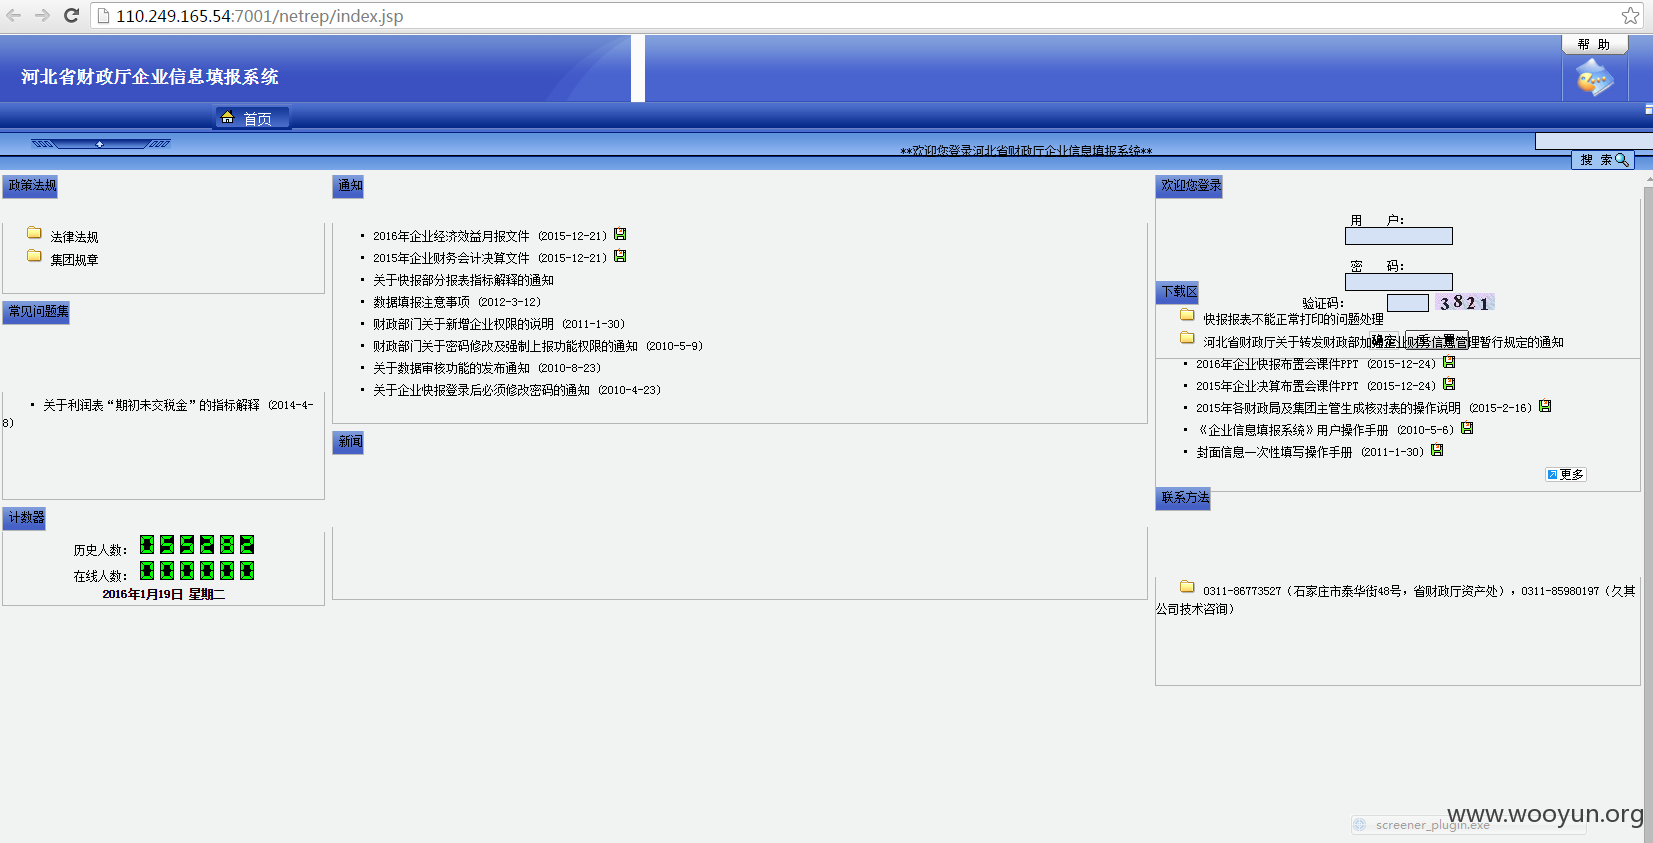 110.249.165.54:7001/netrep/index.jsp
帮 助
河北省财政厅企业信息填报系统
首页
**欢迎您登录河北省财政厅企业信息填报系统**
搜 索
政策法规
法律法规
集团规章
常见问题集
• 关于利润表“期初未交税金”的指标解释 (2014-4-
8)
计数器
历史人数: 055282
在线人数: 000000
2016年1月19日 星期二
通知
• 2016年企业经济效益月报文件 (2015-12-21)
• 2015年企业财务会计决算文件 (2015-12-21)
• 关于快报部分报表指标解释的通知
• 数据填报注意事项 (2012-3-12)
• 财政部门关于新增企业权限的说明 (2011-1-30)
• 财政部门关于密码修改及强制上报功能权限的通知 (2010-5-9)
• 关于数据审核功能的发布通知 (2010-8-23)
• 关于企业快报登录后必须修改密码的通知 (2010-4-23)
新闻
欢迎您登录
用 户:
密 码:
验证码: 3821
确定 重 置
下载区
快报报表不能正常打印的问题处理
河北省财政厅关于转发财政部加强企业财务信息管理暂行规定的通知
• 2016年企业快报布置会课件PPT (2015-12-24)
• 2015年企业决算布置会课件PPT (2015-12-24)
• 2015年各财政局及集团主管生成核对表的操作说明 (2015-2-16)
• 《企业信息填报系统》用户操作手册 (2010-5-6)
• 封面信息一次性填写操作手册 (2011-1-30)
更多
联系方法
0311-86773527（石家庄市泰华街48号，省财政厅资产处），0311-85980197（久其
公司技术咨询）
www.wooyun.org
screener_plugin.exe